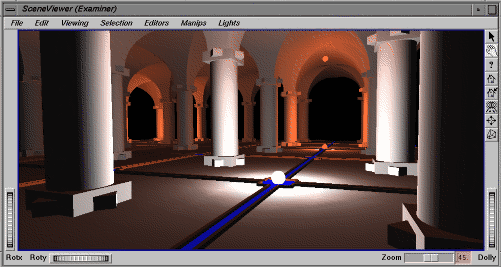 SceneViewer (Examiner)
File Edit Viewing Selection Editors Manips Lights
?
Rotx Roty Zoom 45. Dolly